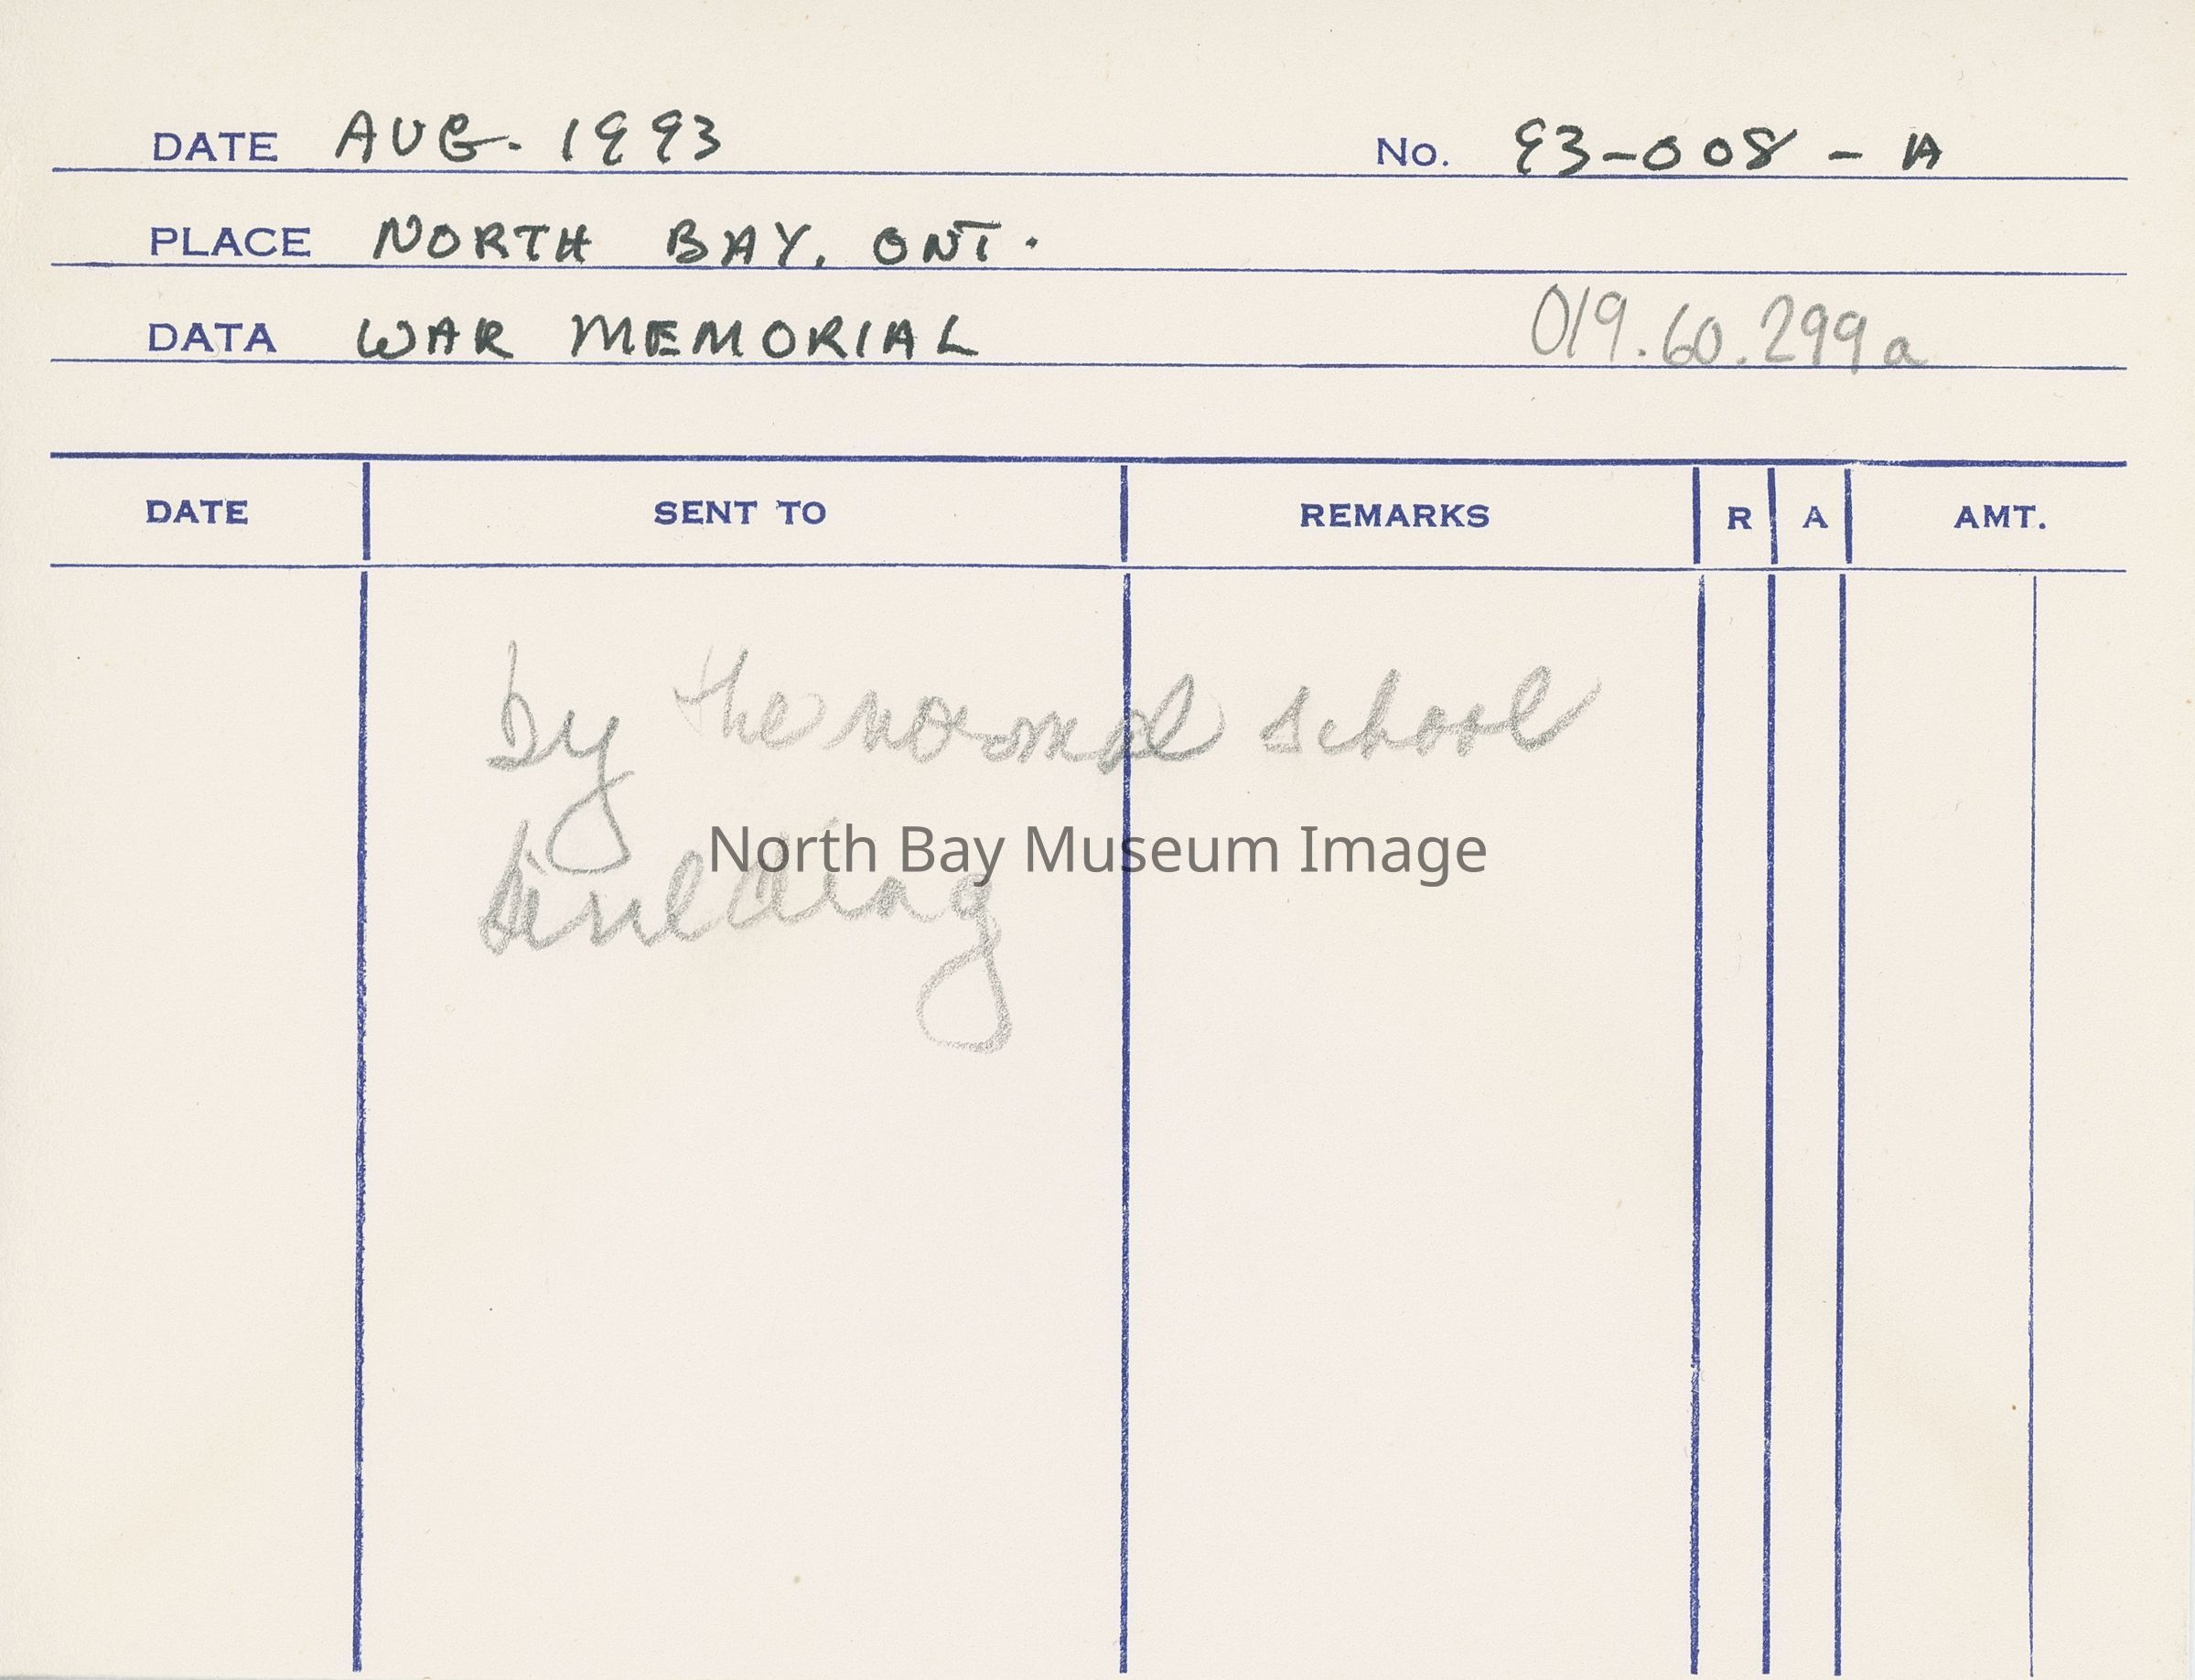 DATE AUG. 1993 No. 93-008-A
PLACE NORTH BAY, ONT.
DATA WAR MEMORIAL 019.60.299a
DATE SENT TO REMARKS R A AMT.
by the normal school
building
North Bay Museum Image